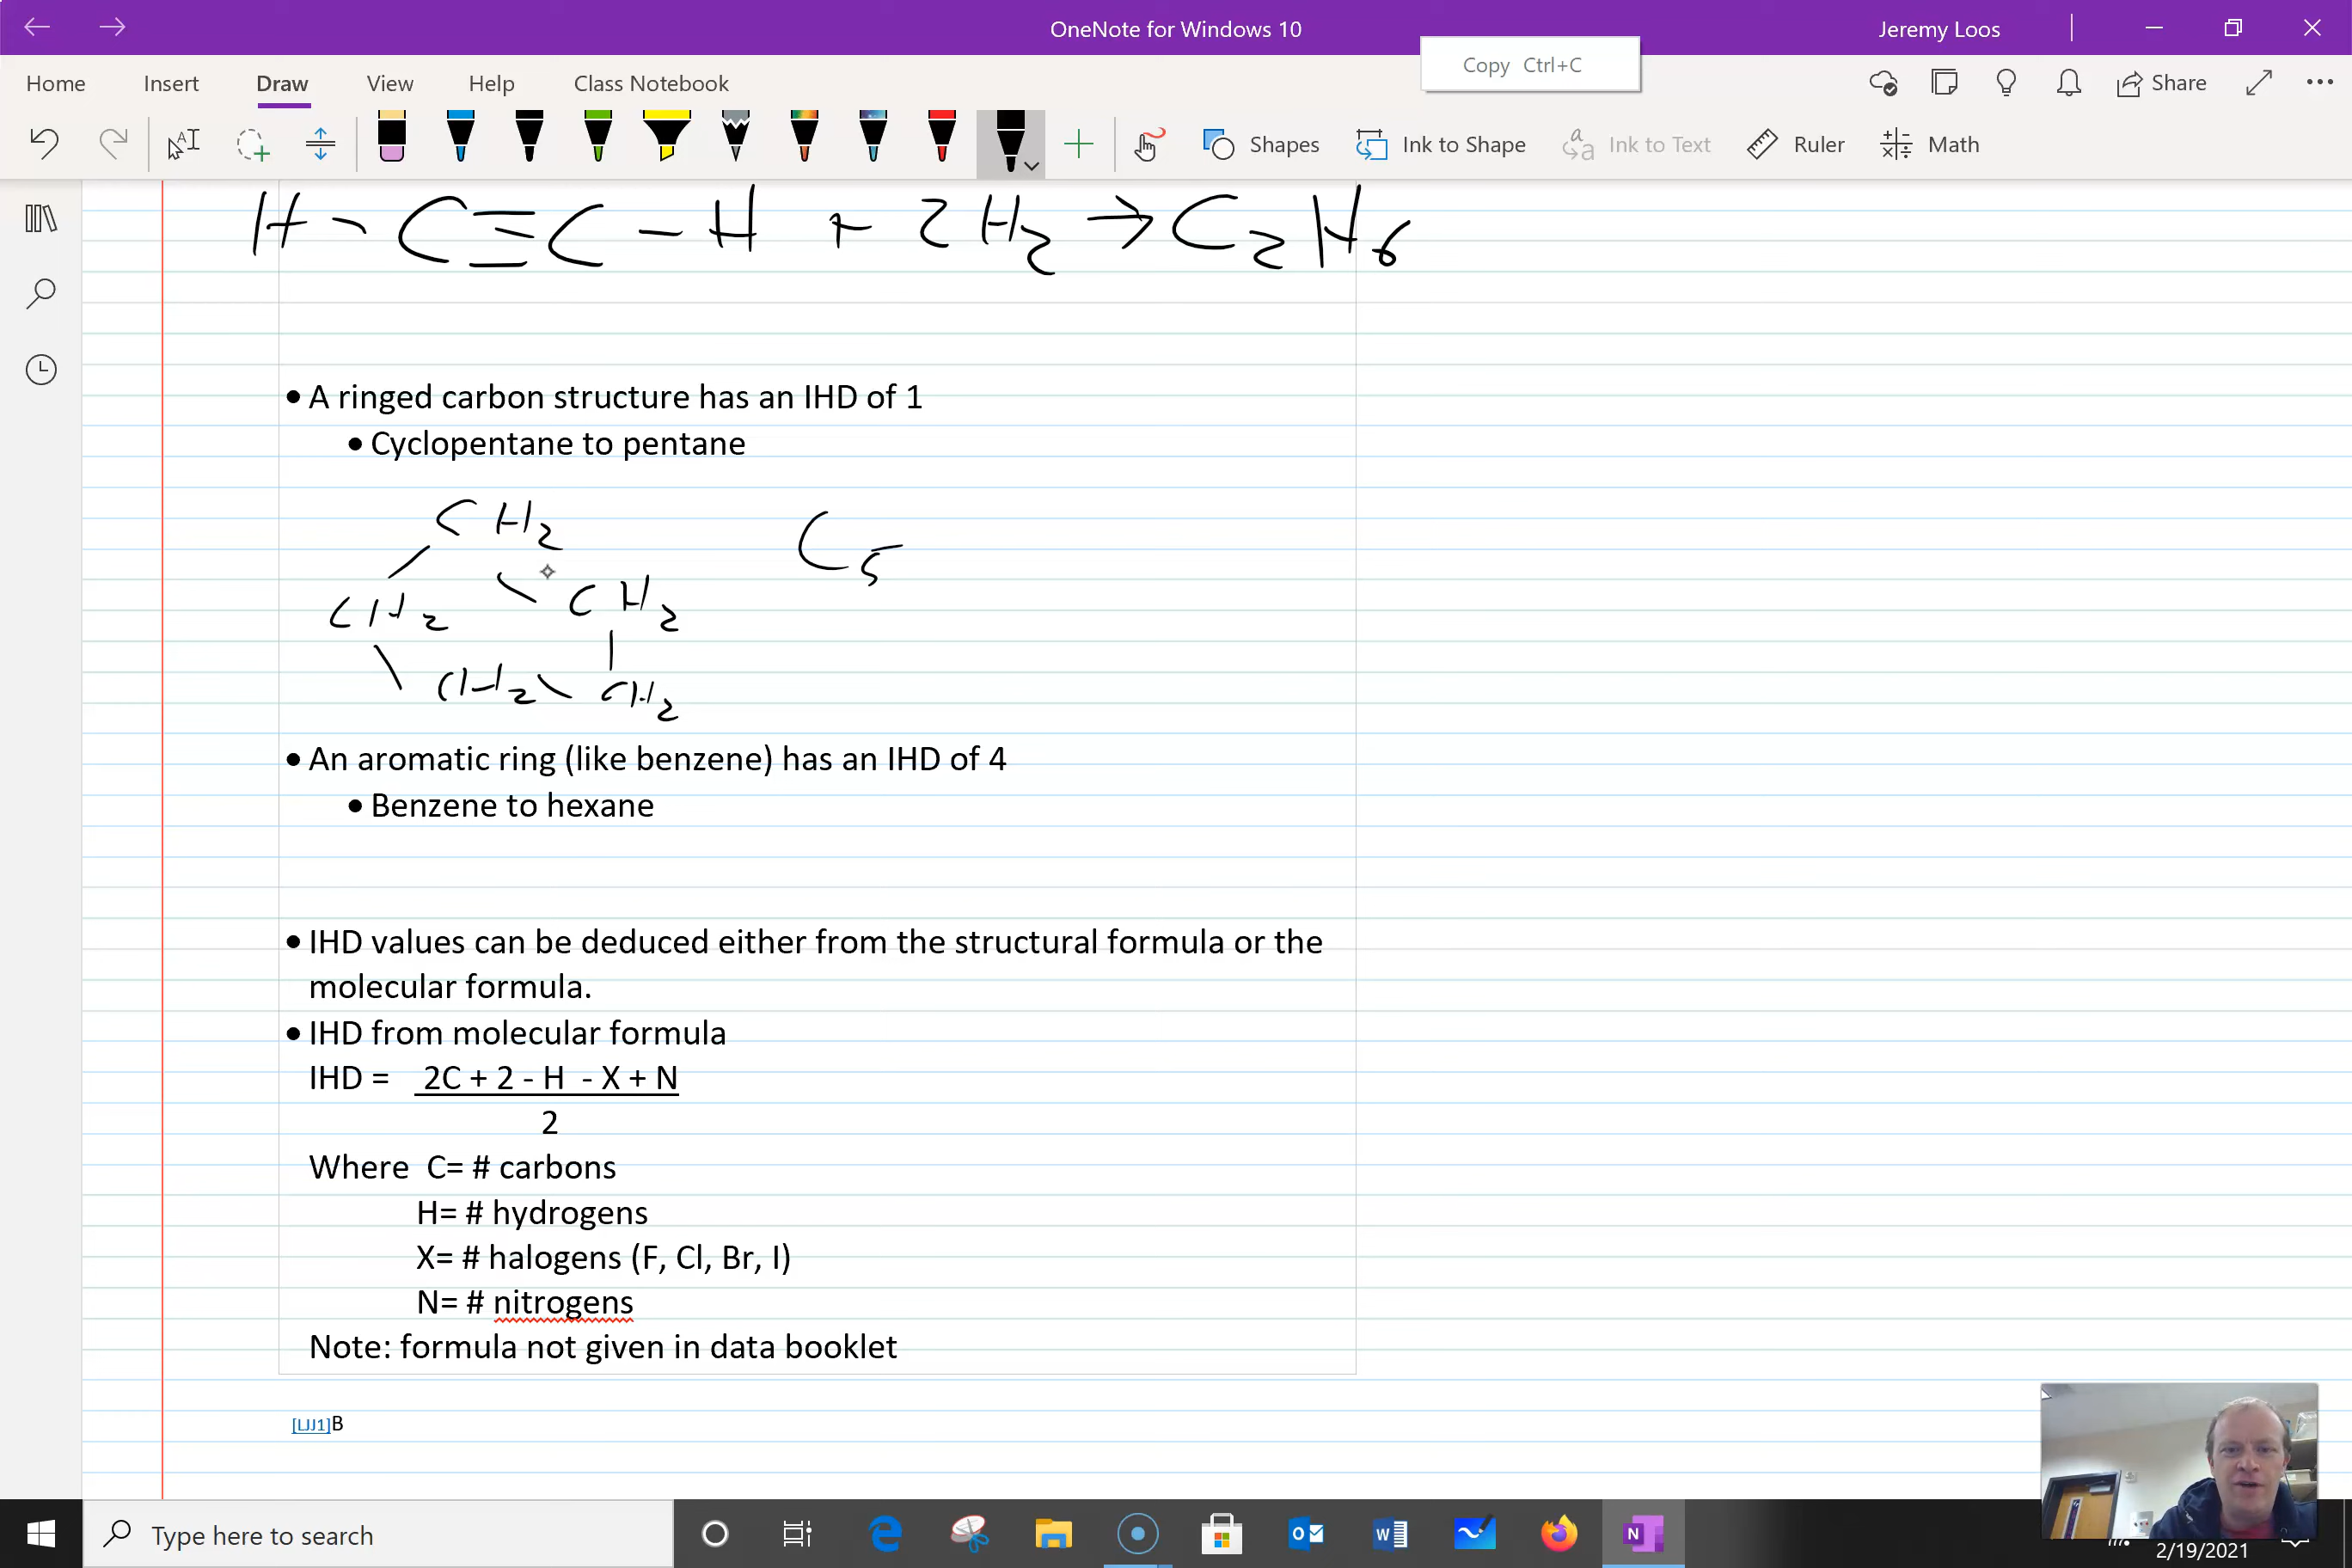 OneNote for Windows 10
Jeremy Loos
Copy Ctrl+C
Home Insert Draw View Help Class Notebook
Share
Shapes Ink to Shape Ink to Text Ruler Math
H - C≡C - H + 2H₂ → C₂H₆
• A ringed carbon structure has an IHD of 1
• Cyclopentane to pentane
CH₂
C₅
CH₂ CH₂
CH₂ CH₂
• An aromatic ring (like benzene) has an IHD of 4
• Benzene to hexane
• IHD values can be deduced either from the structural formula or the
molecular formula.
• IHD from molecular formula
IHD = 2C + 2 - H - X + N
2
Where C= # carbons
H= # hydrogens
X= # halogens (F, Cl, Br, I)
N= # nitrogens
Note: formula not given in data booklet
[LJJ1]B
Type here to search
2/19/2021